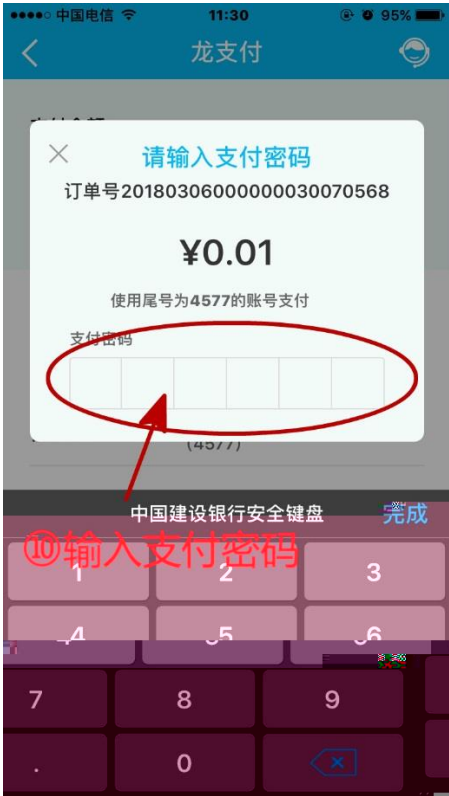 中国电信 11:30 95%
龙支付
请输入支付密码
订单号20180306000000030070568
¥0.01
使用尾号为4577的账号支付
支付密码
(4577)
中国建设银行安全键盘 完成
⑩输入支付密码
1 2 3
4 5 6
7 8 9
. 0